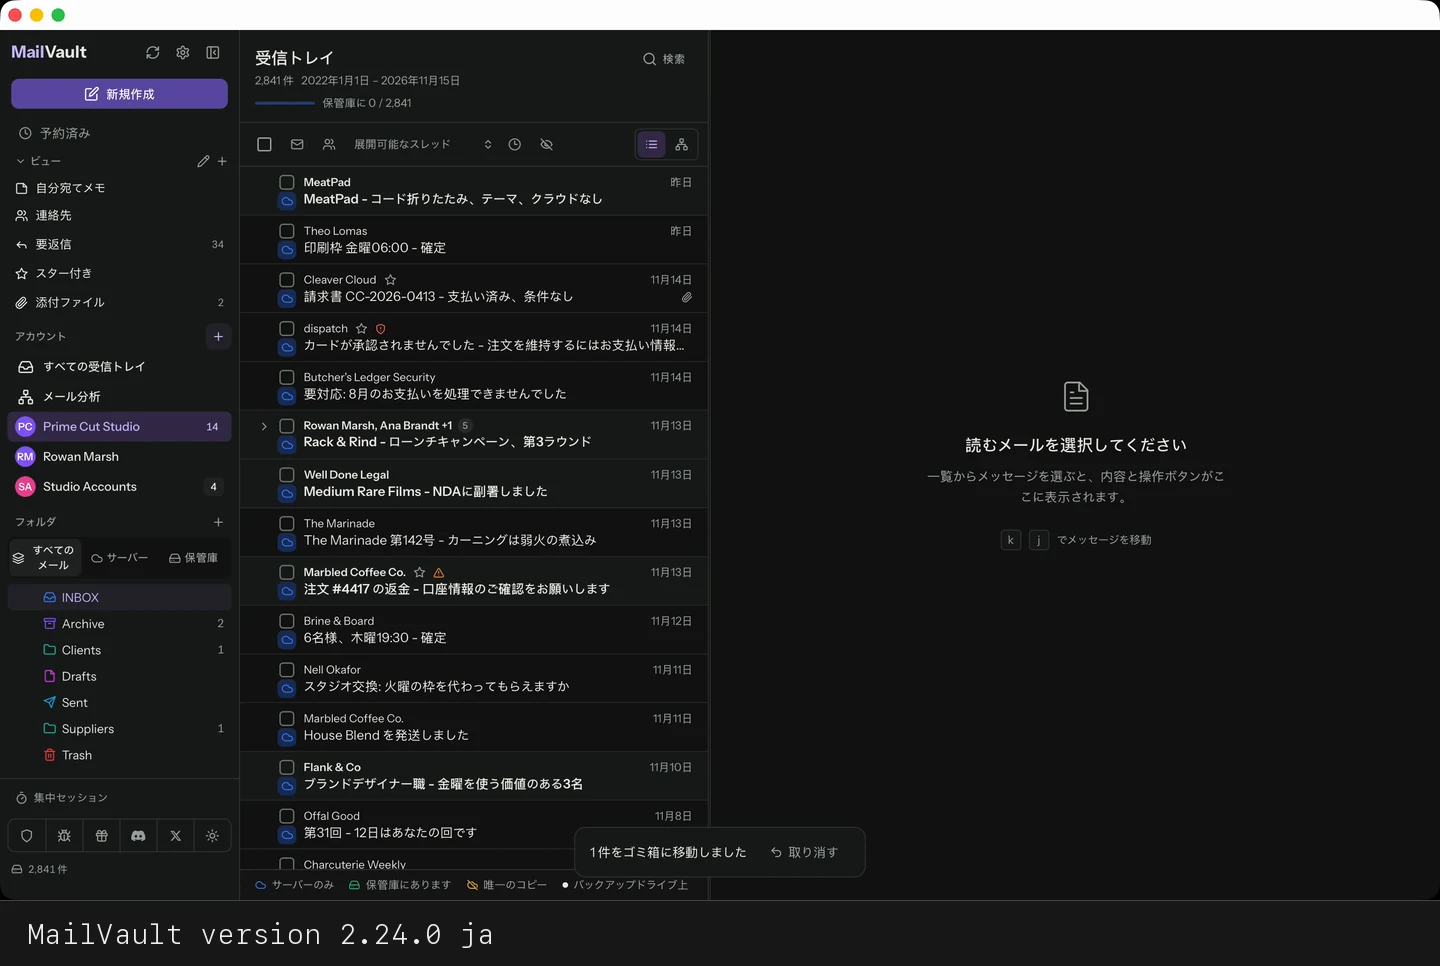 MailVault
新規作成
予約済み
ビュー
自分宛てメモ
連絡先
要返信 34
スター付き
添付ファイル 2
アカウント
すべての受信トレイ
メール分析
PC Prime Cut Studio 14
RM Rowan Marsh
SA Studio Accounts 4
フォルダ
すべてのメール
サーバー
保管庫
INBOX
Archive 2
Clients 1
Drafts
Sent
Suppliers 1
Trash
集中セッション
2,841 件
受信トレイ
検索
2,841 件 2022年1月1日 – 2026年11月15日
保管庫に 0 / 2,841
展開可能なスレッド
MeatPad 昨日
MeatPad – コード折りたたみ、テーマ、クラウドなし
Theo Lomas 昨日
印刷枠 金曜06:00 – 確定
Cleaver Cloud 11月14日
請求書 CC-2026-0413 – 支払い済み、条件なし
dispatch 11月14日
カードが承認されませんでした – 注文を維持するにはお支払い情報...
Butcher's Ledger Security 11月14日
要対応: 8月のお支払いを処理できませんでした
Rowan Marsh, Ana Brandt +1 5 11月13日
Rack & Rind – ローンチキャンペーン、第3ラウンド
Well Done Legal 11月13日
Medium Rare Films – NDAに副署しました
The Marinade 11月13日
The Marinade 第142号 – カーニングは弱火の煮込み
Marbled Coffee Co. 11月13日
注文 #4417 の返金 – 口座情報のご確認をお願いします
Brine & Board 11月12日
6名様、木曜19:30 – 確定
Nell Okafor 11月11日
スタジオ交換: 火曜の枠を代わってもらえますか
Marbled Coffee Co. 11月11日
House Blend を発送しました
Flank & Co 11月10日
ブランドデザイナー職 – 金曜を使う価値のある3名
Offal Good 11月8日
第31回 – 12日はあなたの回です
Charcuterie Weekly
サーバーのみ 保管庫にあります 唯一のコピー バックアップドライブ上
1件をゴミ箱に移動しました 取り消す
読むメールを選択してください
一覧からメッセージを選ぶと、内容と操作ボタンがこ
こに表示されます。
k j でメッセージを移動
MailVault version 2.24.0 ja